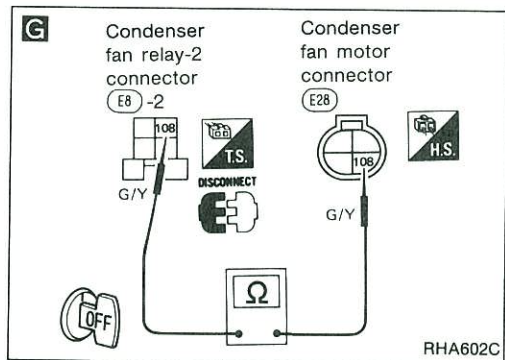 G
Condenser
fan relay-2
connector
E8 -2
Condenser
fan motor
connector
E28
108
T.S.
DISCONNECT
G/Y
108
H.S.
G/Y
Ω
OFF
RHA602C